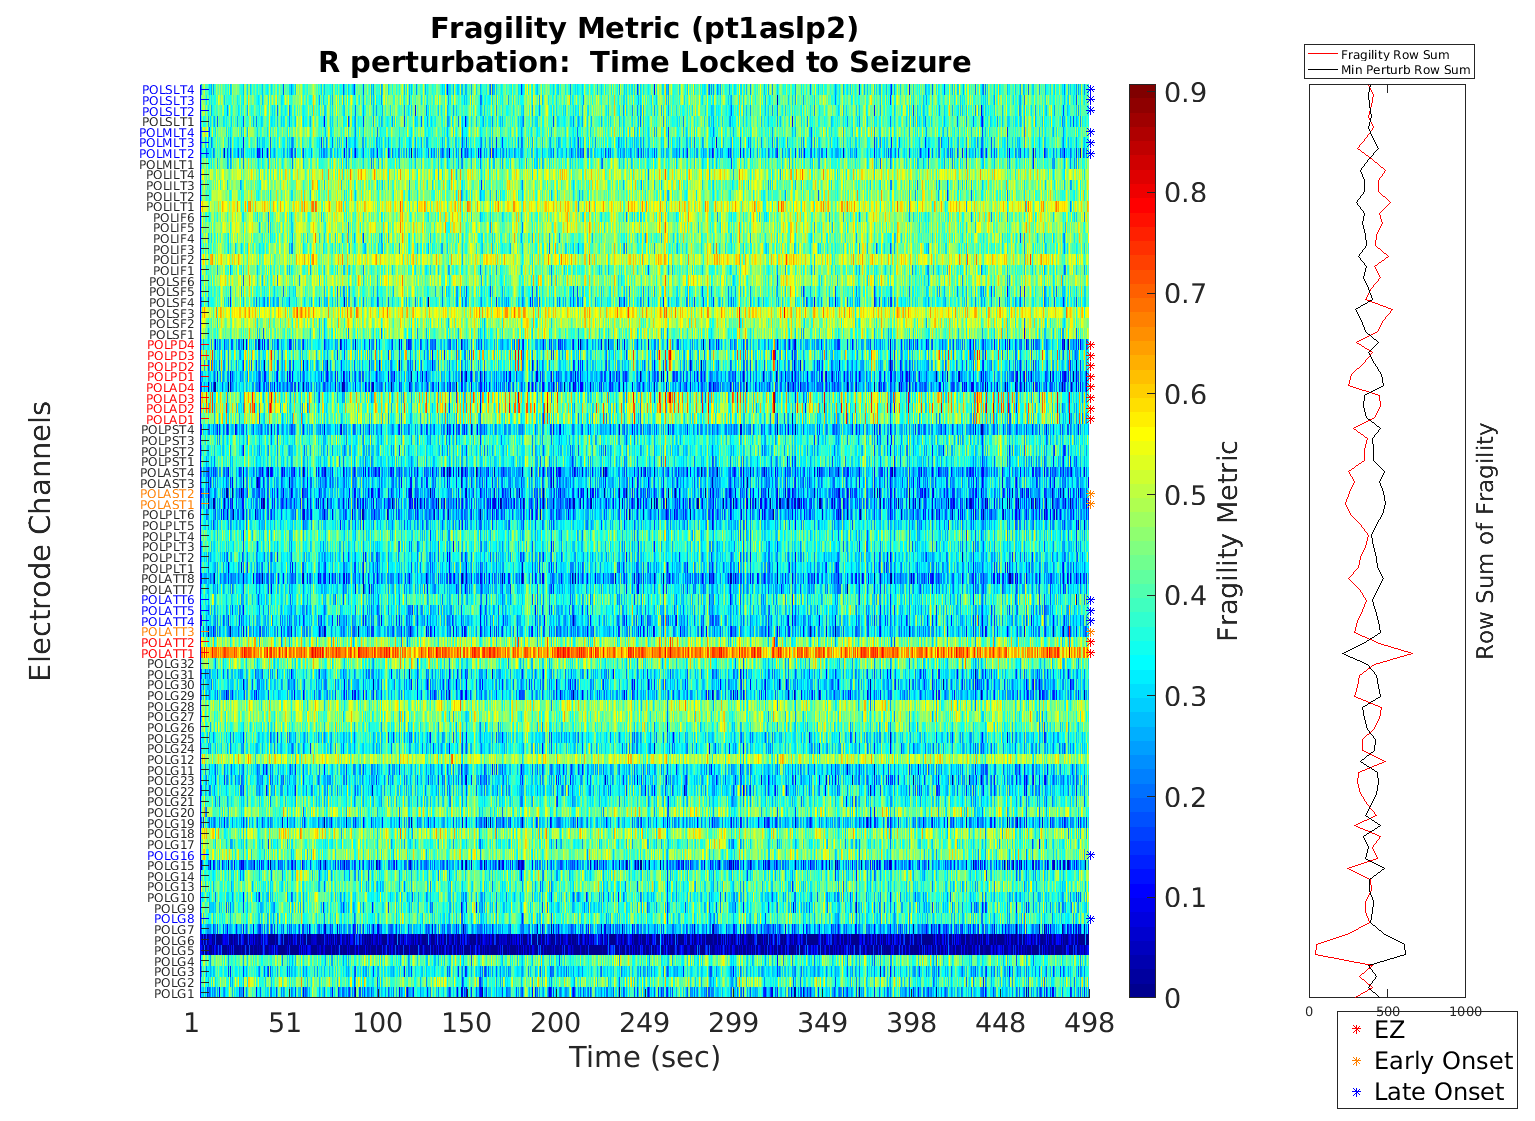 Fragility Metric (pt1aslp2)
R perturbation:  Time Locked to Seizure
Fragility Row Sum
Min Perturb Row Sum
Electrode Channels
POLSLT4
POLSLT3
POLSLT2
POLSLT1
POLMLT4
POLMLT3
POLMLT2
POLMLT1
POLILT4
POLILT3
POLILT2
POLILT1
POLIF6
POLIF5
POLIF4
POLIF3
POLIF2
POLIF1
POLSF6
POLSF5
POLSF4
POLSF3
POLSF2
POLSF1
POLPD4
POLPD3
POLPD2
POLPD1
POLAD4
POLAD3
POLAD2
POLAD1
POLPST4
POLPST3
POLPST2
POLPST1
POLAST4
POLAST3
POLAST2
POLAST1
POLPLT6
POLPLT5
POLPLT4
POLPLT3
POLPLT2
POLPLT1
POLATT8
POLATT7
POLATT6
POLATT5
POLATT4
POLATT3
POLATT2
POLATT1
POLG32
POLG31
POLG30
POLG29
POLG28
POLG27
POLG26
POLG25
POLG24
POLG12
POLG11
POLG23
POLG22
POLG21
POLG20
POLG19
POLG18
POLG17
POLG16
POLG15
POLG14
POLG13
POLG10
POLG9
POLG8
POLG7
POLG6
POLG5
POLG4
POLG3
POLG2
POLG1
1 51 100 150 200 249 299 349 398 448 498
Time (sec)
0.9
0.8
0.7
0.6
0.5
0.4
0.3
0.2
0.1
0
Fragility Metric
Row Sum of Fragility
0 500 1000
EZ
Early Onset
Late Onset